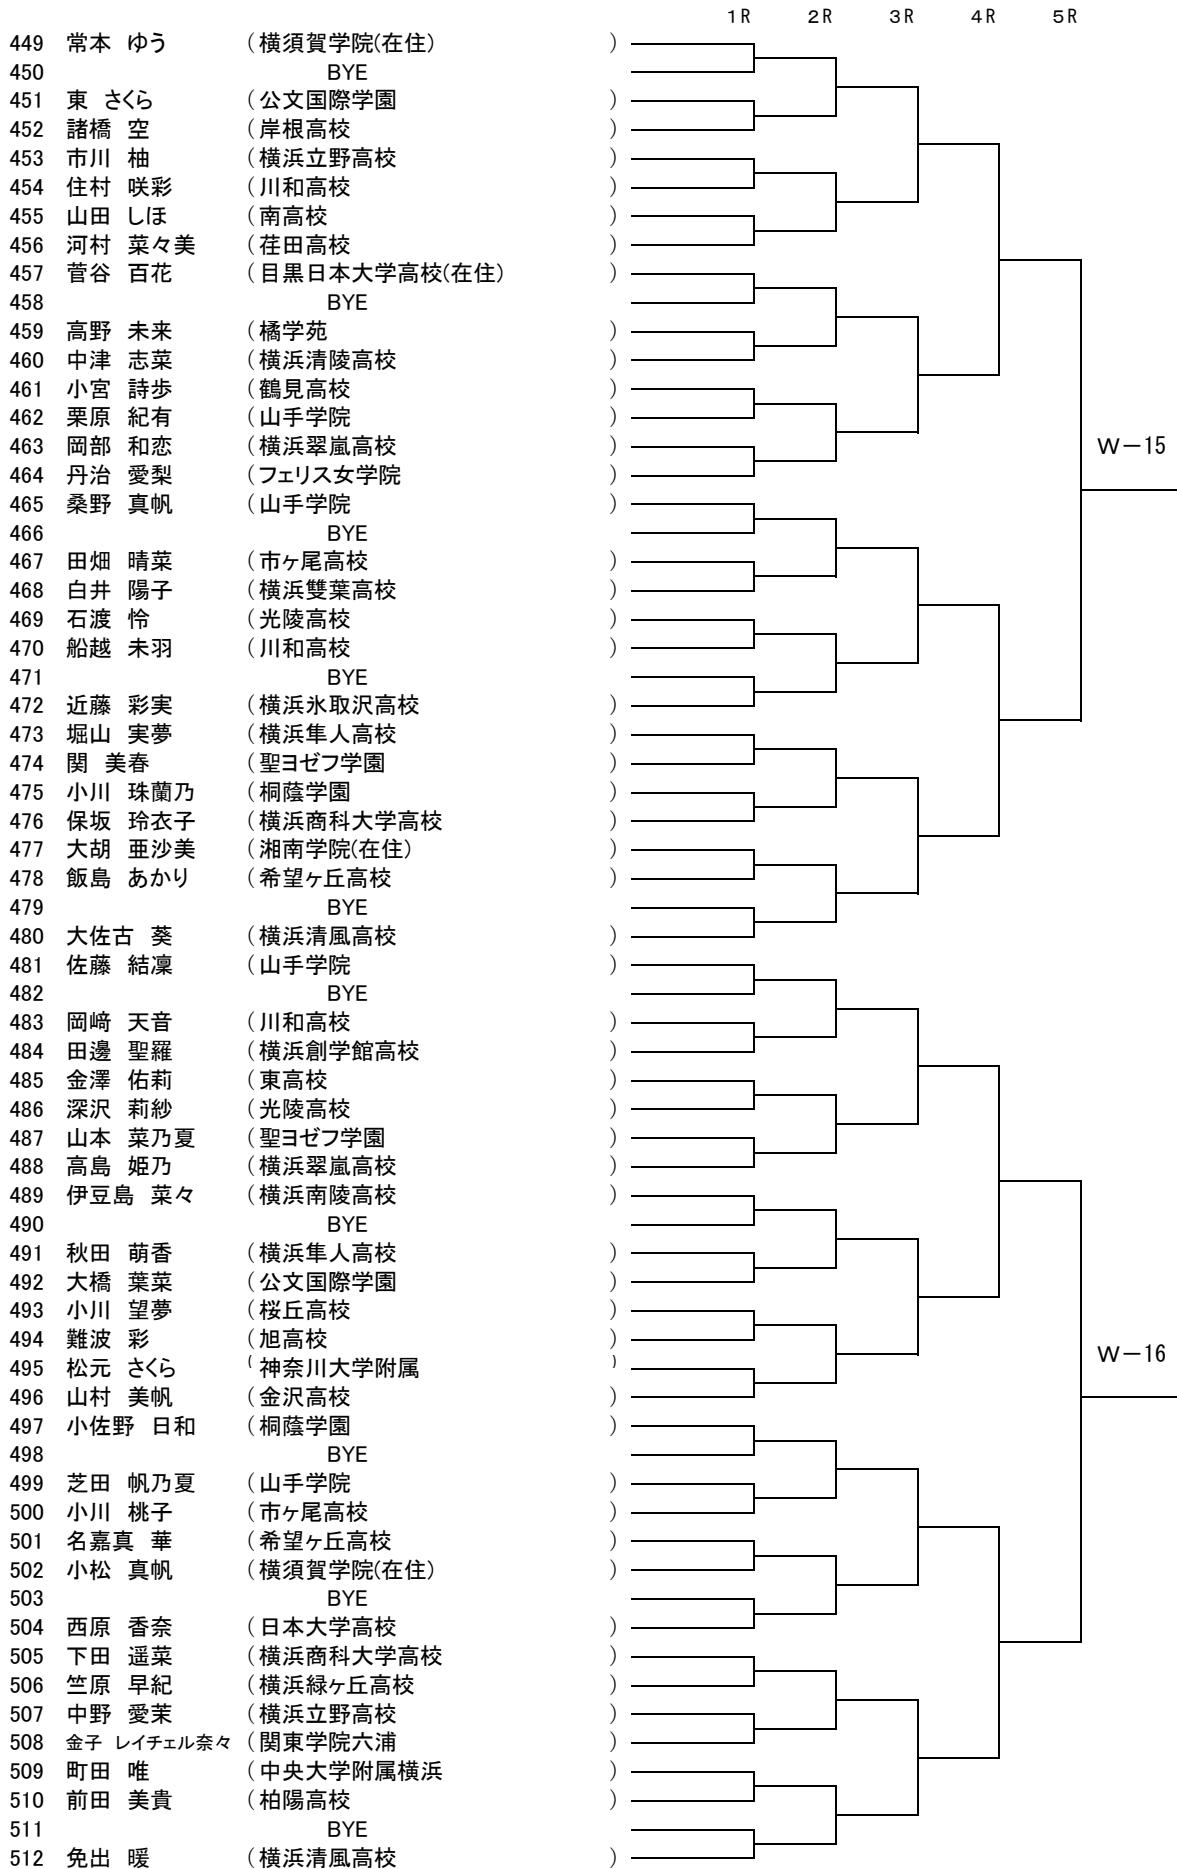 1R 2R 3R 4R 5R
449 常本 ゆう (横須賀学院(在住) )
450 BYE
451 東 さくら (公文国際学園 )
452 諸橋 空 (岸根高校 )
453 市川 柚 (横浜立野高校 )
454 住村 咲彩 (川和高校 )
455 山田 しほ (南高校 )
456 河村 菜々美 (荏田高校 )
457 菅谷 百花 (目黒日本大学高校(在住) )
458 BYE
459 高野 未来 (橘学苑 )
460 中津 志菜 (横浜清陵高校 )
461 小宮 詩歩 (鶴見高校 )
462 栗原 紀有 (山手学院 )
463 岡部 和恋 (横浜翠嵐高校 ) W－15
464 丹治 愛梨 (フェリス女学院 )
465 桑野 真帆 (山手学院 )
466 BYE
467 田畑 晴菜 (市ヶ尾高校 )
468 白井 陽子 (横浜雙葉高校 )
469 石渡 怜 (光陵高校 )
470 船越 未羽 (川和高校 )
471 BYE
472 近藤 彩実 (横浜氷取沢高校 )
473 堀山 実夢 (横浜隼人高校 )
474 関 美春 (聖ヨゼフ学園 )
475 小川 珠蘭乃 (桐蔭学園 )
476 保坂 玲衣子 (横浜商科大学高校 )
477 大胡 亜沙美 (湘南学院(在住) )
478 飯島 あかり (希望ヶ丘高校 )
479 BYE
480 大佐古 葵 (横浜清風高校 )
481 佐藤 結凜 (山手学院 )
482 BYE
483 岡﨑 天音 (川和高校 )
484 田邊 聖羅 (横浜創学館高校 )
485 金澤 佑莉 (東高校 )
486 深沢 莉紗 (光陵高校 )
487 山本 菜乃夏 (聖ヨゼフ学園 )
488 高島 姫乃 (横浜翠嵐高校 )
489 伊豆島 菜々 (横浜南陵高校 )
490 BYE
491 秋田 萌香 (横浜隼人高校 )
492 大橋 葉菜 (公文国際学園 )
493 小川 望夢 (桜丘高校 )
494 難波 彩 (旭高校 )
495 松元 さくら (神奈川大学附属 ) W－16
496 山村 美帆 (金沢高校 )
497 小佐野 日和 (桐蔭学園 )
498 BYE
499 芝田 帆乃夏 (山手学院 )
500 小川 桃子 (市ヶ尾高校 )
501 名嘉真 華 (希望ヶ丘高校 )
502 小松 真帆 (横須賀学院(在住) )
503 BYE
504 西原 香奈 (日本大学高校 )
505 下田 遥菜 (横浜商科大学高校 )
506 竺原 早紀 (横浜緑ヶ丘高校 )
507 中野 愛茉 (横浜立野高校 )
508 金子 レイチェル奈々 (関東学院六浦 )
509 町田 唯 (中央大学附属横浜 )
510 前田 美貴 (柏陽高校 )
511 BYE
512 免出 暖 (横浜清風高校 )